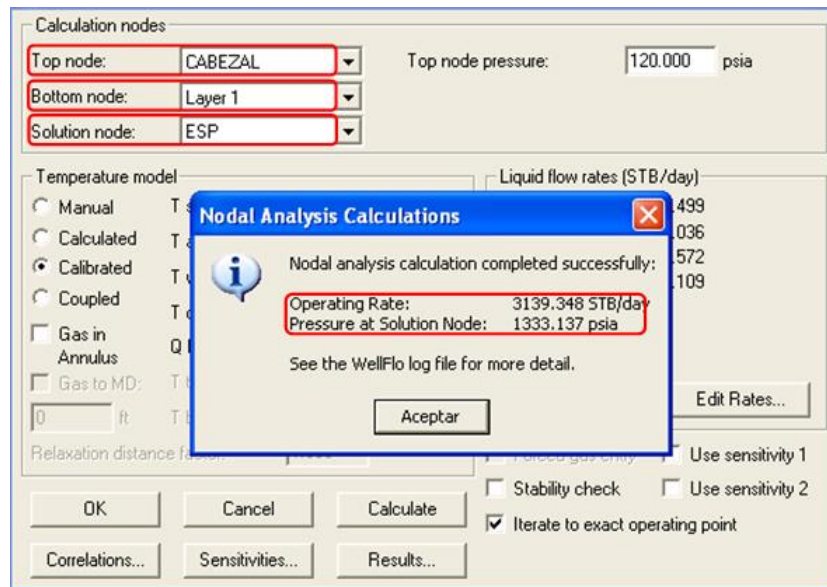 Calculation nodes
Top node: CABEZAL Top node pressure: 120.000 psia
Bottom node: Layer 1
Solution node: ESP
Temperature model Liquid flow rates (STB/day)
Manual T 499
Calculated T 036
Calibrated T 572
Coupled T 109
Gas in Annulus Q
Gas to MD: T
0 ft T
Relaxation distance
Nodal Analysis Calculations
Nodal analysis calculation completed successfully:
Operating Rate: 3139.348 STB/day
Pressure at Solution Node: 1333.137 psia
See the WellFlo log file for more detail.
Aceptar
Edit Rates...
Use sensitivity 1
Stability check Use sensitivity 2
Iterate to exact operating point
OK Cancel Calculate
Correlations... Sensitivities... Results...